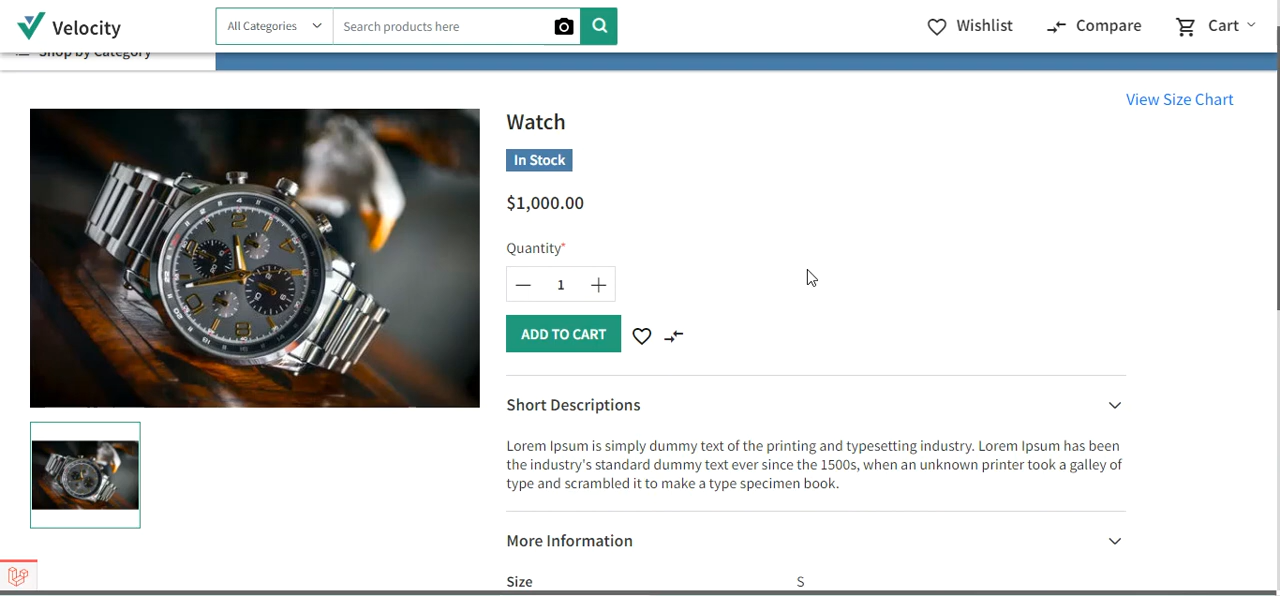 Velocity
All Categories
Search products here
Wishlist
Compare
Cart
Shop by Category
View Size Chart
Watch
In Stock
$1,000.00
Quantity*
1
ADD TO CART
Short Descriptions
Lorem Ipsum is simply dummy text of the printing and typesetting industry. Lorem Ipsum has been
the industry's standard dummy text ever since the 1500s, when an unknown printer took a galley of
type and scrambled it to make a type specimen book.
More Information
Size S